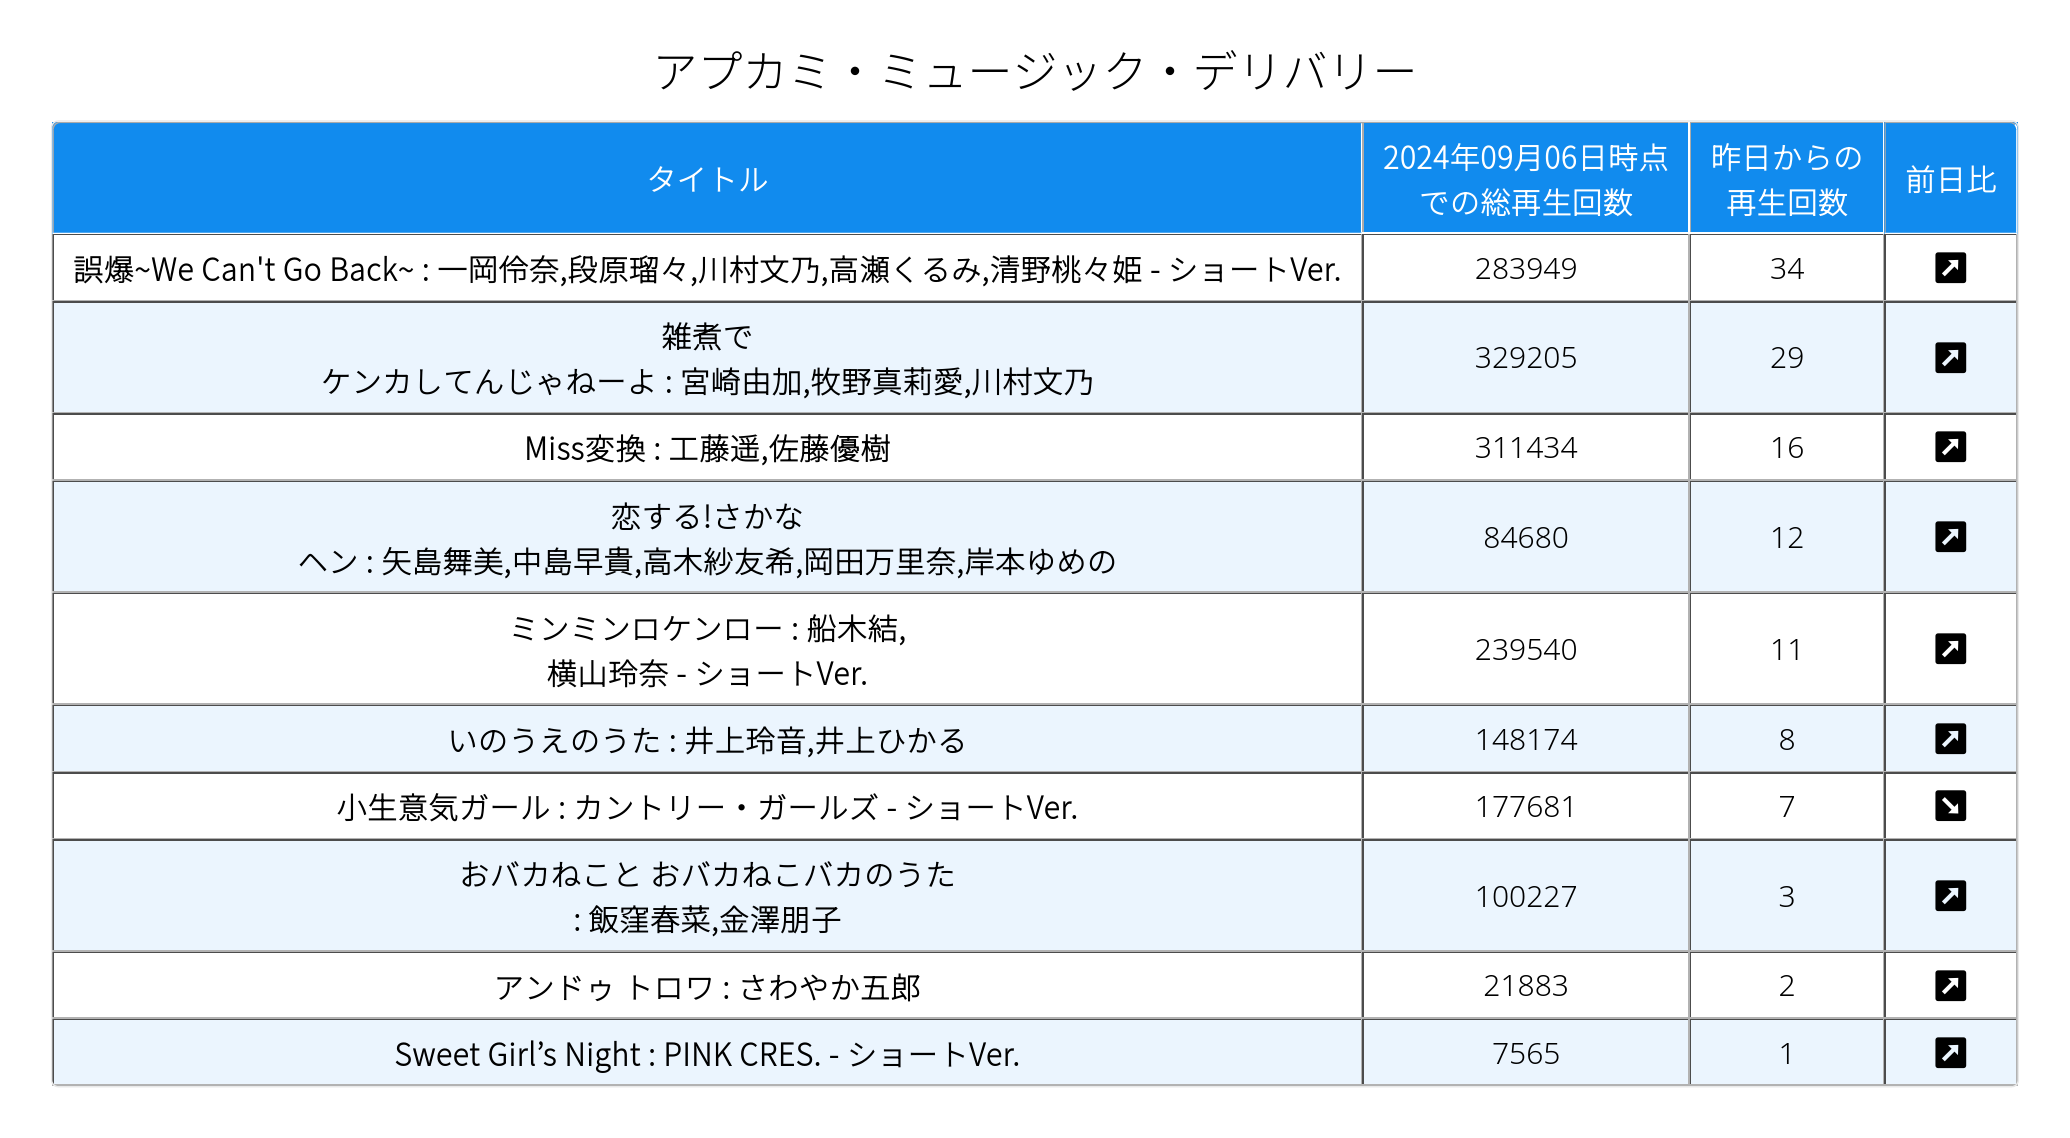 アプカミ・ミュージック・デリバリー
タイトル
2024年09月06日時点
での総再生回数
昨日からの
再生回数
前日比
誤爆~We Can't Go Back~ : 一岡伶奈,段原瑠々,川村文乃,高瀬くるみ,清野桃々姫 - ショートVer.
283949
34
雑煮で
ケンカしてんじゃねーよ : 宮崎由加,牧野真莉愛,川村文乃
329205
29
Miss変換 : 工藤遥,佐藤優樹
311434
16
恋する!さかな
ヘン : 矢島舞美,中島早貴,高木紗友希,岡田万里奈,岸本ゆめの
84680
12
ミンミンロケンロー : 船木結,
横山玲奈 - ショートVer.
239540
11
いのうえのうた : 井上玲音,井上ひかる
148174
8
小生意気ガール : カントリー・ガールズ - ショートVer.
177681
7
おバカねこと おバカねこバカのうた
: 飯窪春菜,金澤朋子
100227
3
アンドゥ トロワ : さわやか五郎
21883
2
Sweet Girl’s Night : PINK CRES. - ショートVer.
7565
1